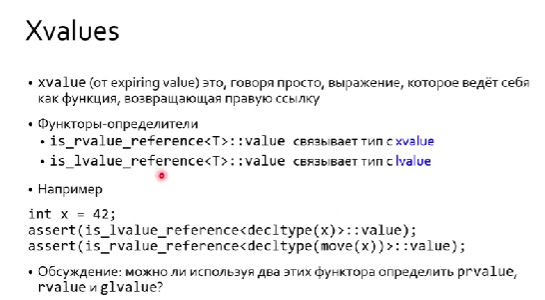 Xvalues
• xvalue (от expiring value) это, говоря просто, выражение, которое ведёт себя
как функция, возвращающая правую ссылку
• Функторы-определители
• is_rvalue_reference<T>::value связывает тип с xvalue
• is_lvalue_reference<T>::value связывает тип с lvalue
• Например
int x = 42;
assert(is_lvalue_reference<decltype(x)>::value);
assert(is_rvalue_reference<decltype(move(x))>::value);
• Обсуждение: можно ли используя два этих функтора определить prvalue,
rvalue и glvalue?